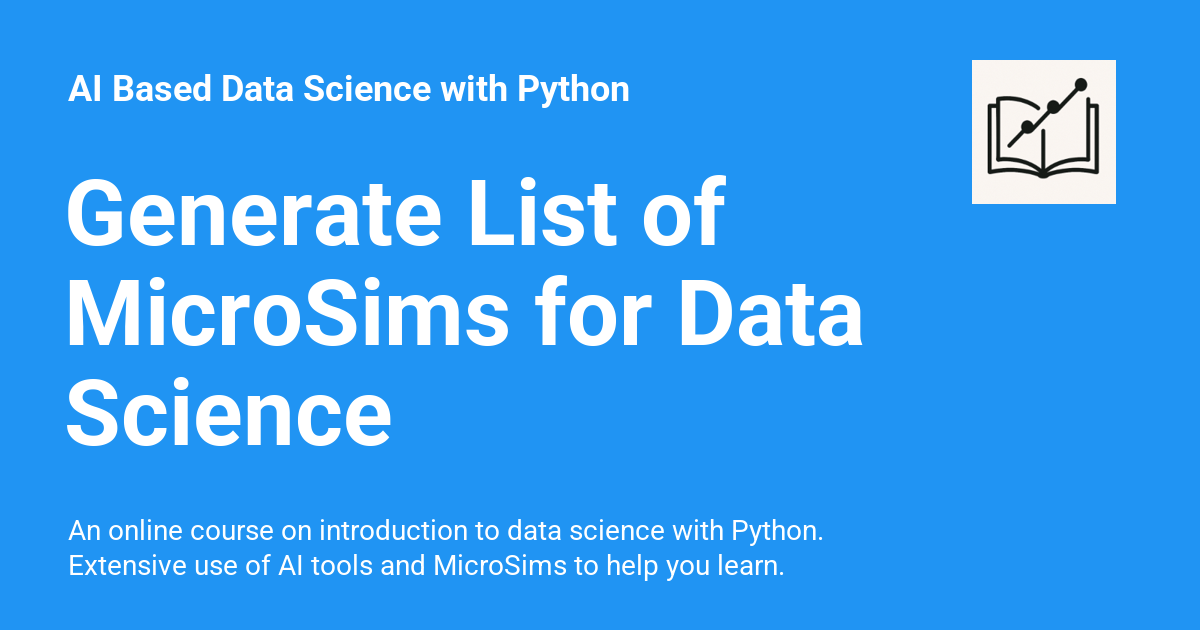 AI Based Data Science with Python
Generate List of
MicroSims for Data
Science
An online course on introduction to data science with Python.
Extensive use of AI tools and MicroSims to help you learn.